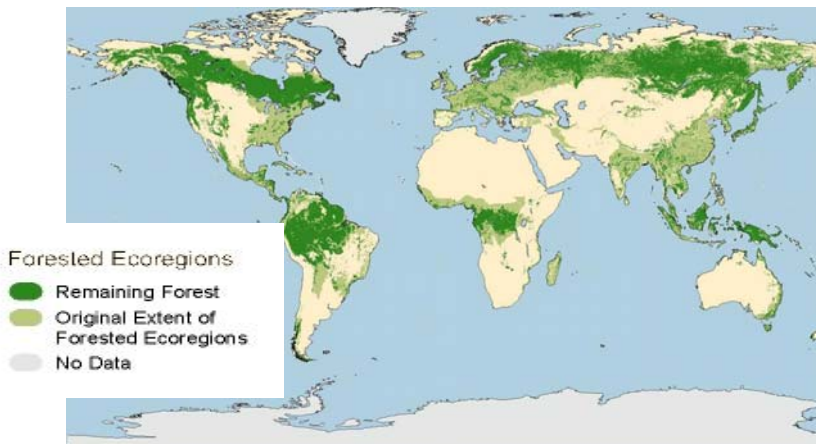 Forested Ecoregions
Remaining Forest
Original Extent of
Forested Ecoregions
No Data